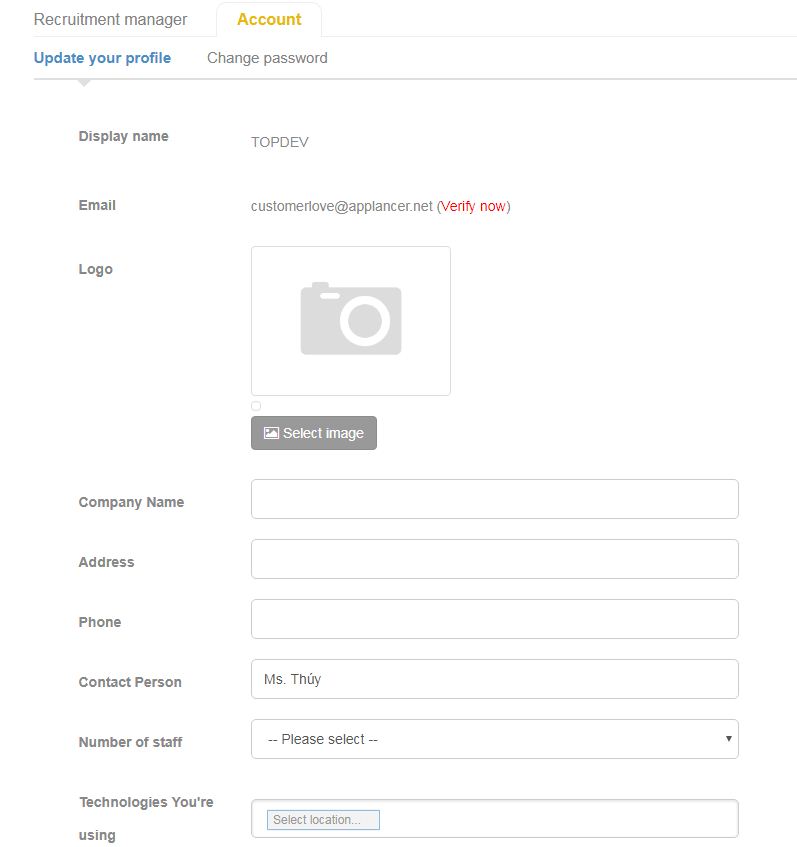 Recruitment manager Account
Update your profile Change password
Display name TOPDEV
Email customerlove@applancer.net (Verify now)
Logo
Select image
Company Name
Address
Phone
Contact Person Ms. Thúy
Number of staff -- Please select --
Technologies You're
using
Select location...